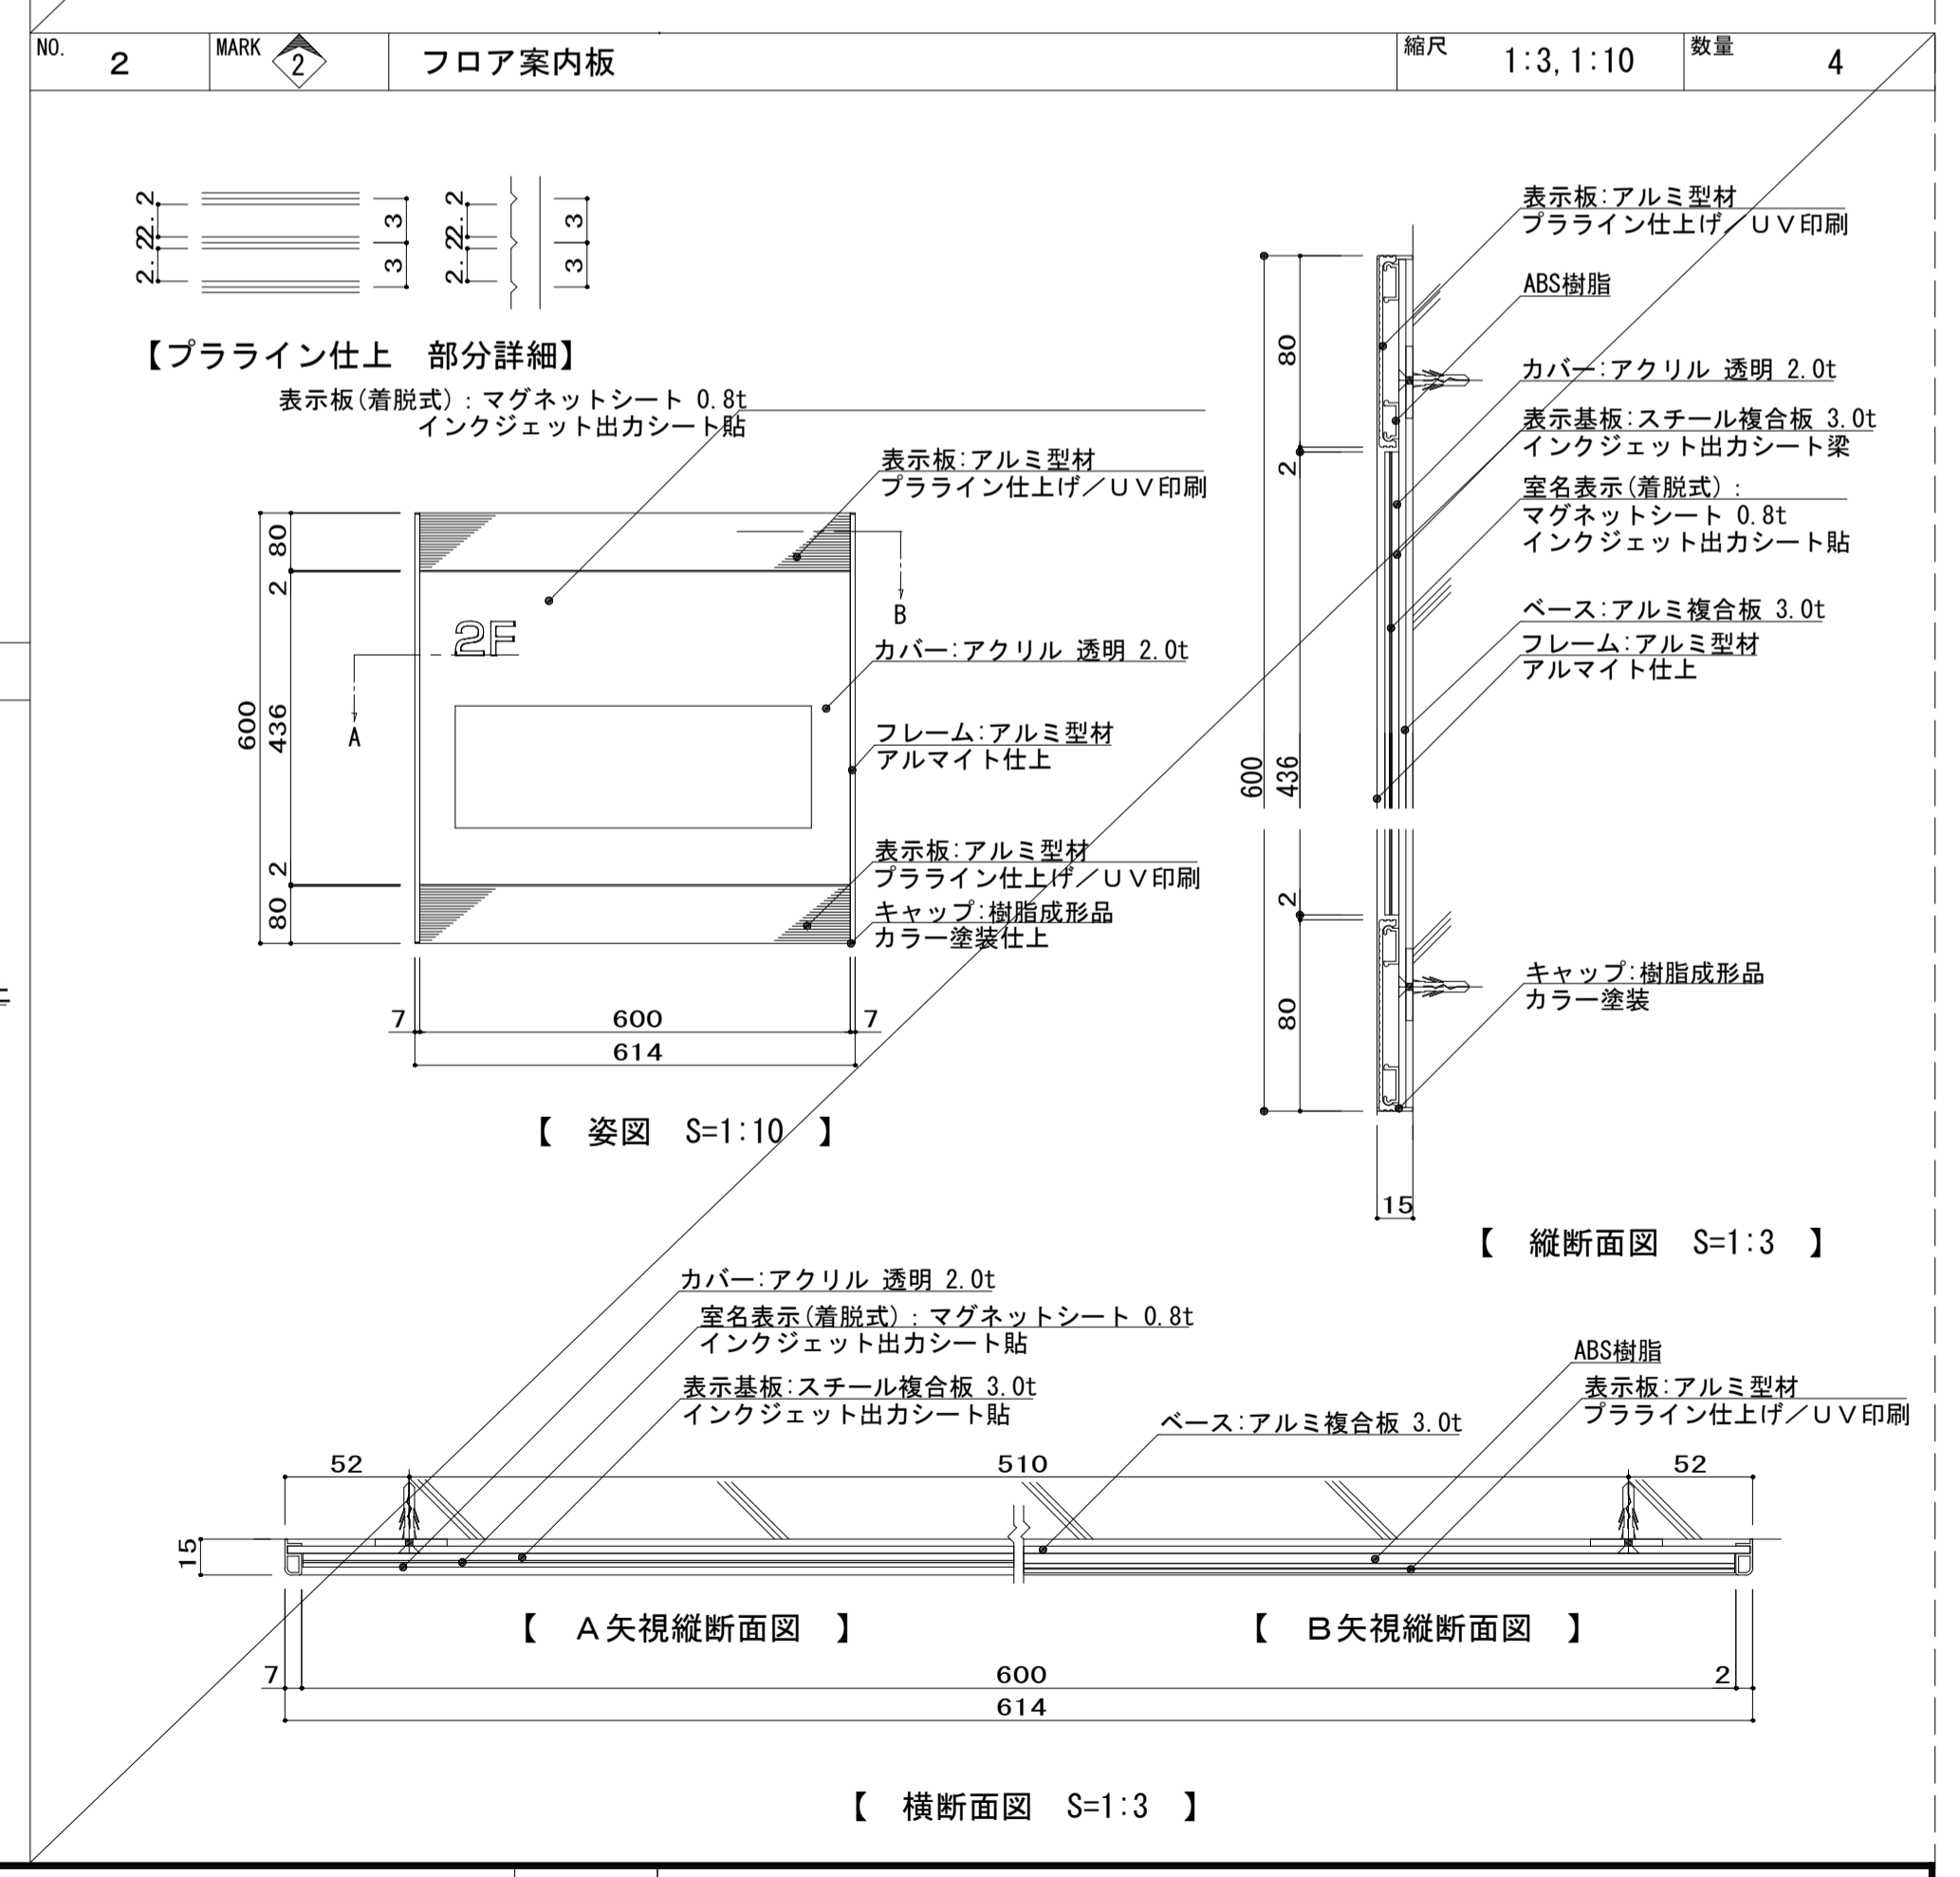 NO. 2 MARK 2 フロア案内板 縮尺 1:3,1:10 数量 4
2.2
2.2
3
3
2.2
2.2
3
3
【プラライン仕上 部分詳細】
表示板(着脱式):マグネットシート 0.8t
インクジェット出力シート貼
表示板:アルミ型材
プラライン仕上げ/UV印刷
80
2
436
2
80
600
2F
A
B
カバー:アクリル 透明 2.0t
フレーム:アルミ型材
アルマイト仕上
表示板:アルミ型材
プラライン仕上げ/UV印刷
キャップ:樹脂成形品
カラー塗装仕上
7 600 7
614
【 姿図 S=1:10 】
表示板:アルミ型材
プラライン仕上げ/UV印刷
ABS樹脂
カバー:アクリル 透明 2.0t
表示基板:スチール複合板 3.0t
インクジェット出力シート梁
室名表示(着脱式):
マグネットシート 0.8t
インクジェット出力シート貼
ベース:アルミ複合板 3.0t
フレーム:アルミ型材
アルマイト仕上
キャップ:樹脂成形品
カラー塗装
80
2
436
600
2
80
15
【 縦断面図 S=1:3 】
カバー:アクリル 透明 2.0t
室名表示(着脱式):マグネットシート 0.8t
インクジェット出力シート貼
表示基板:スチール複合板 3.0t
インクジェット出力シート貼
ベース:アルミ複合板 3.0t
ABS樹脂
表示板:アルミ型材
プラライン仕上げ/UV印刷
52 510 52
15
【 A矢視縦断面図 】 【 B矢視縦断面図 】
7 600 2
614
【 横断面図 S=1:3 】